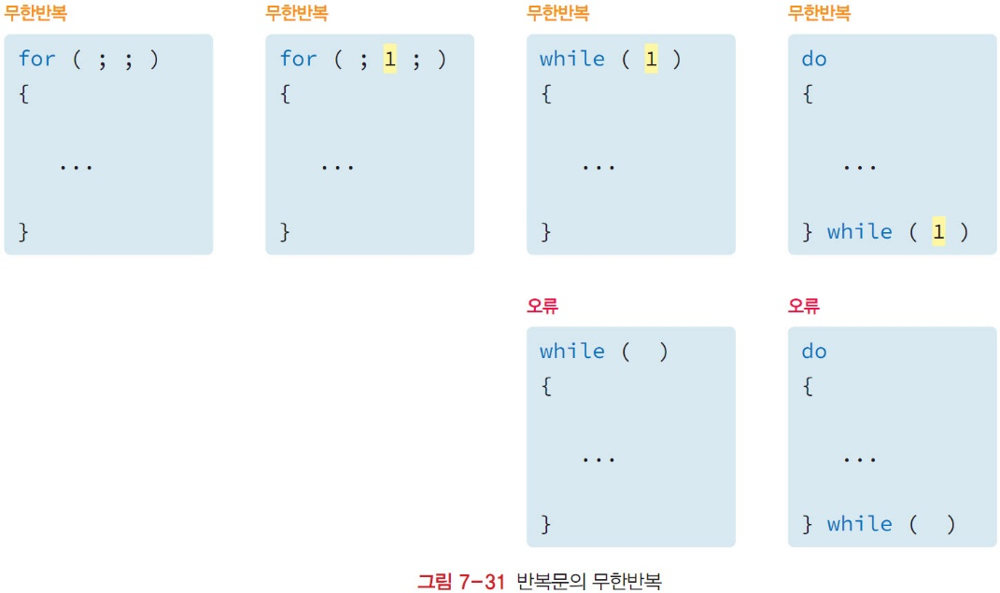 무한반복
for ( ; ; )
{
...
}
무한반복
for ( ; 1 ; )
{
...
}
무한반복
while ( 1 )
{
...
}
무한반복
do
{
...
} while ( 1 )
오류
while (  )
{
...
}
오류
do
{
...
} while (  )
그림 7-31 반복문의 무한반복